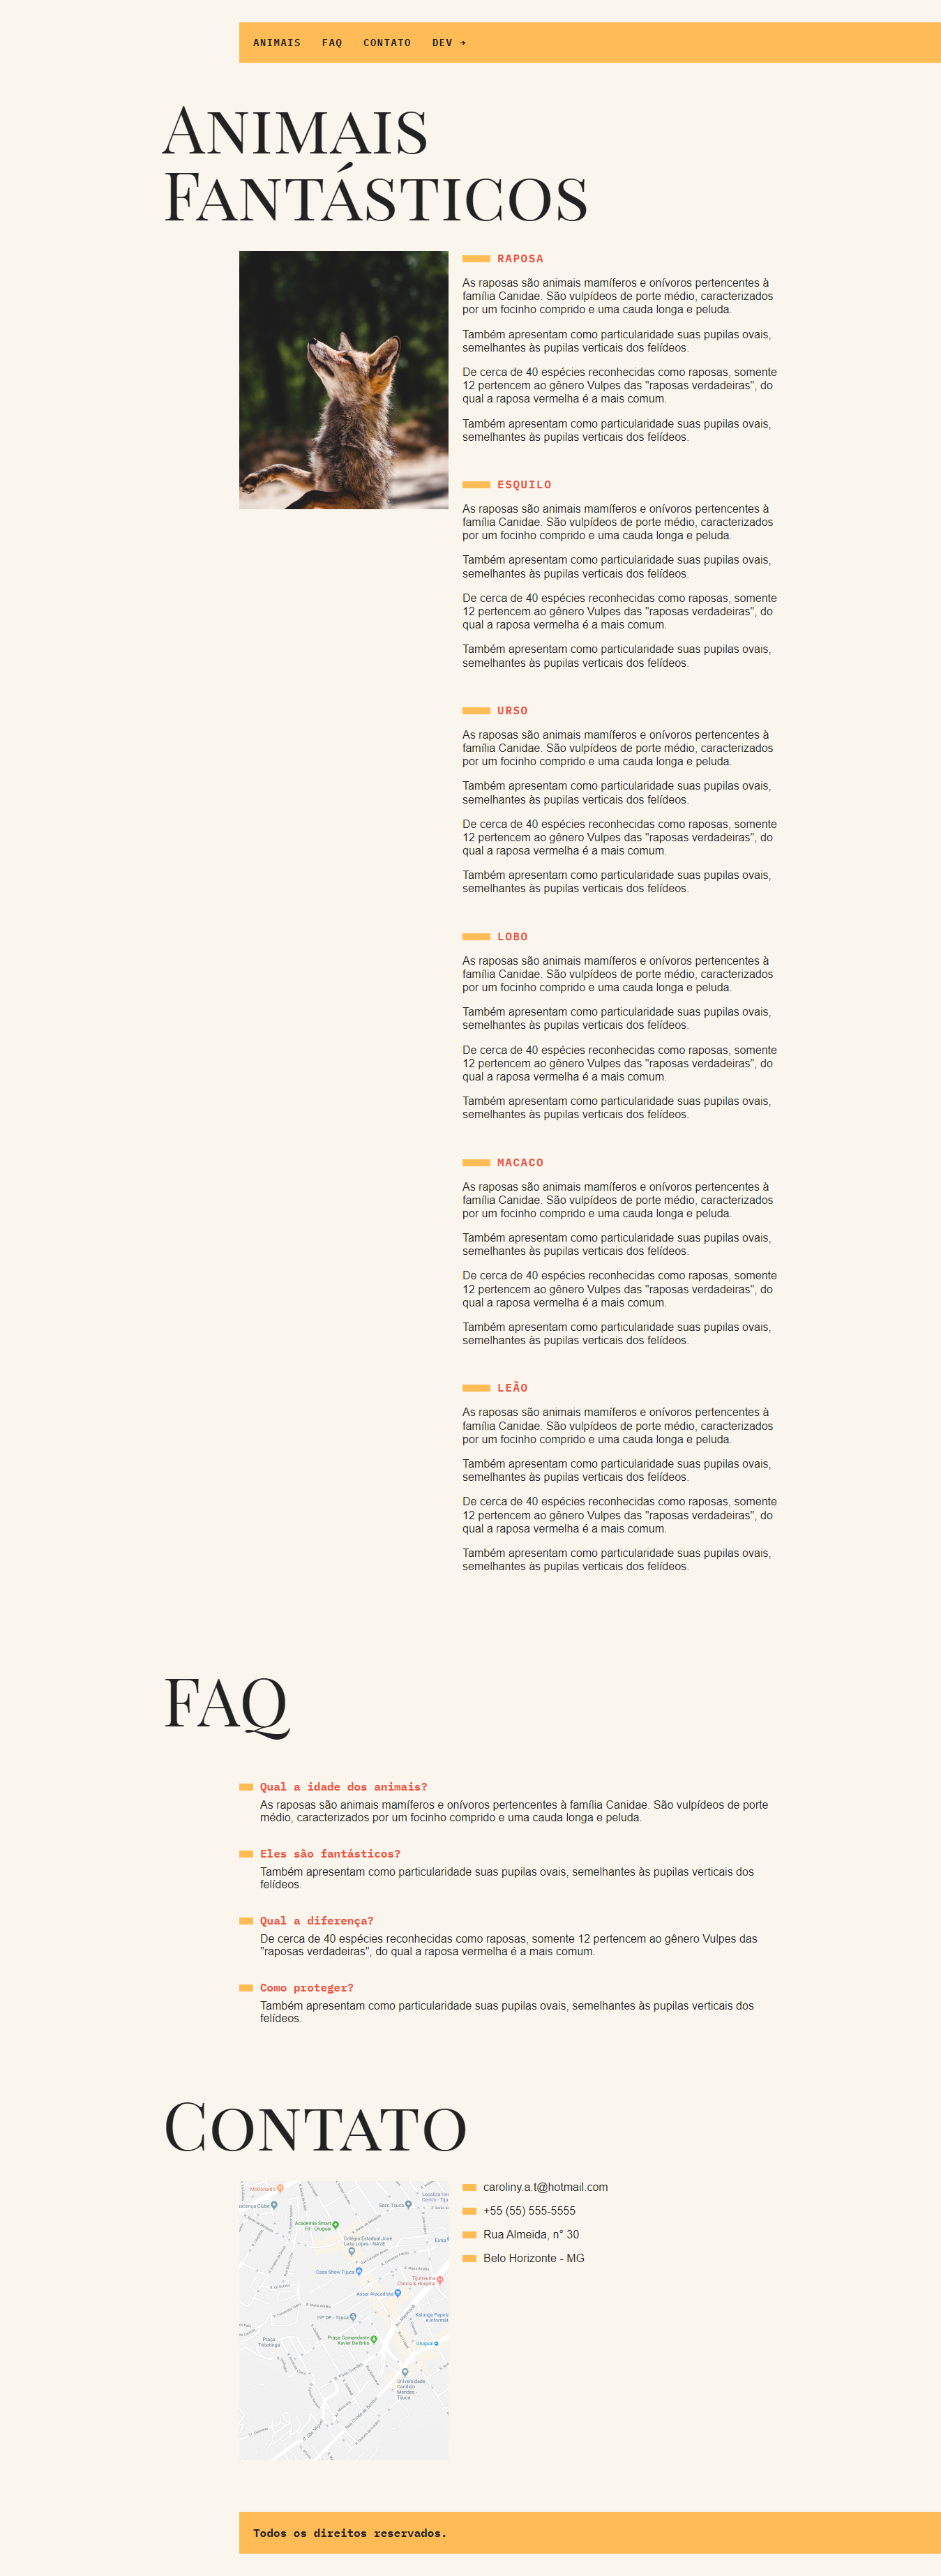 ANIMAIS FAQ CONTATO DEV →
Animais
Fantásticos
RAPOSA
As raposas são animais mamíferos e onívoros pertencentes à
família Canidae. São vulpídeos de porte médio, caracterizados
por um focinho comprido e uma cauda longa e peluda.
Também apresentam como particularidade suas pupilas ovais,
semelhantes às pupilas verticais dos felídeos.
De cerca de 40 espécies reconhecidas como raposas, somente
12 pertencem ao gênero Vulpes das "raposas verdadeiras", do
qual a raposa vermelha é a mais comum.
Também apresentam como particularidade suas pupilas ovais,
semelhantes às pupilas verticais dos felídeos.
ESQUILO
As raposas são animais mamíferos e onívoros pertencentes à
família Canidae. São vulpídeos de porte médio, caracterizados
por um focinho comprido e uma cauda longa e peluda.
Também apresentam como particularidade suas pupilas ovais,
semelhantes às pupilas verticais dos felídeos.
De cerca de 40 espécies reconhecidas como raposas, somente
12 pertencem ao gênero Vulpes das "raposas verdadeiras", do
qual a raposa vermelha é a mais comum.
Também apresentam como particularidade suas pupilas ovais,
semelhantes às pupilas verticais dos felídeos.
URSO
As raposas são animais mamíferos e onívoros pertencentes à
família Canidae. São vulpídeos de porte médio, caracterizados
por um focinho comprido e uma cauda longa e peluda.
Também apresentam como particularidade suas pupilas ovais,
semelhantes às pupilas verticais dos felídeos.
De cerca de 40 espécies reconhecidas como raposas, somente
12 pertencem ao gênero Vulpes das "raposas verdadeiras", do
qual a raposa vermelha é a mais comum.
Também apresentam como particularidade suas pupilas ovais,
semelhantes às pupilas verticais dos felídeos.
LOBO
As raposas são animais mamíferos e onívoros pertencentes à
família Canidae. São vulpídeos de porte médio, caracterizados
por um focinho comprido e uma cauda longa e peluda.
Também apresentam como particularidade suas pupilas ovais,
semelhantes às pupilas verticais dos felídeos.
De cerca de 40 espécies reconhecidas como raposas, somente
12 pertencem ao gênero Vulpes das "raposas verdadeiras", do
qual a raposa vermelha é a mais comum.
Também apresentam como particularidade suas pupilas ovais,
semelhantes às pupilas verticais dos felídeos.
MACACO
As raposas são animais mamíferos e onívoros pertencentes à
família Canidae. São vulpídeos de porte médio, caracterizados
por um focinho comprido e uma cauda longa e peluda.
Também apresentam como particularidade suas pupilas ovais,
semelhantes às pupilas verticais dos felídeos.
De cerca de 40 espécies reconhecidas como raposas, somente
12 pertencem ao gênero Vulpes das "raposas verdadeiras", do
qual a raposa vermelha é a mais comum.
Também apresentam como particularidade suas pupilas ovais,
semelhantes às pupilas verticais dos felídeos.
LEÃO
As raposas são animais mamíferos e onívoros pertencentes à
família Canidae. São vulpídeos de porte médio, caracterizados
por um focinho comprido e uma cauda longa e peluda.
Também apresentam como particularidade suas pupilas ovais,
semelhantes às pupilas verticais dos felídeos.
De cerca de 40 espécies reconhecidas como raposas, somente
12 pertencem ao gênero Vulpes das "raposas verdadeiras", do
qual a raposa vermelha é a mais comum.
Também apresentam como particularidade suas pupilas ovais,
semelhantes às pupilas verticais dos felídeos.
FAQ
Qual a idade dos animais?
As raposas são animais mamíferos e onívoros pertencentes à família Canidae. São vulpídeos de porte
médio, caracterizados por um focinho comprido e uma cauda longa e peluda.
Eles são fantásticos?
Também apresentam como particularidade suas pupilas ovais, semelhantes às pupilas verticais dos
felídeos.
Qual a diferença?
De cerca de 40 espécies reconhecidas como raposas, somente 12 pertencem ao gênero Vulpes das
"raposas verdadeiras", do qual a raposa vermelha é a mais comum.
Como proteger?
Também apresentam como particularidade suas pupilas ovais, semelhantes às pupilas verticais dos
felídeos.
Contato
McDonald's
Sesc Tijuca
Academia Smart
Fit - Uruguai
Colégio Estadual José
Leite Lopes - NAVE
Extra
Casa Show Tijuca
Tijutrauma
Clínica & Hospital
Assaí Atacadista
19ª DP - Tijuca
Kalunga Papela
e Informát
Praça
Tabatinga
Praça Comandante
Xavier De Brito
Uruguai
Universidade
Candido
Mendes -
Tijuca
caroliny.a.t@hotmail.com
+55 (55) 555-5555
Rua Almeida, n° 30
Belo Horizonte - MG
Todos os direitos reservados.